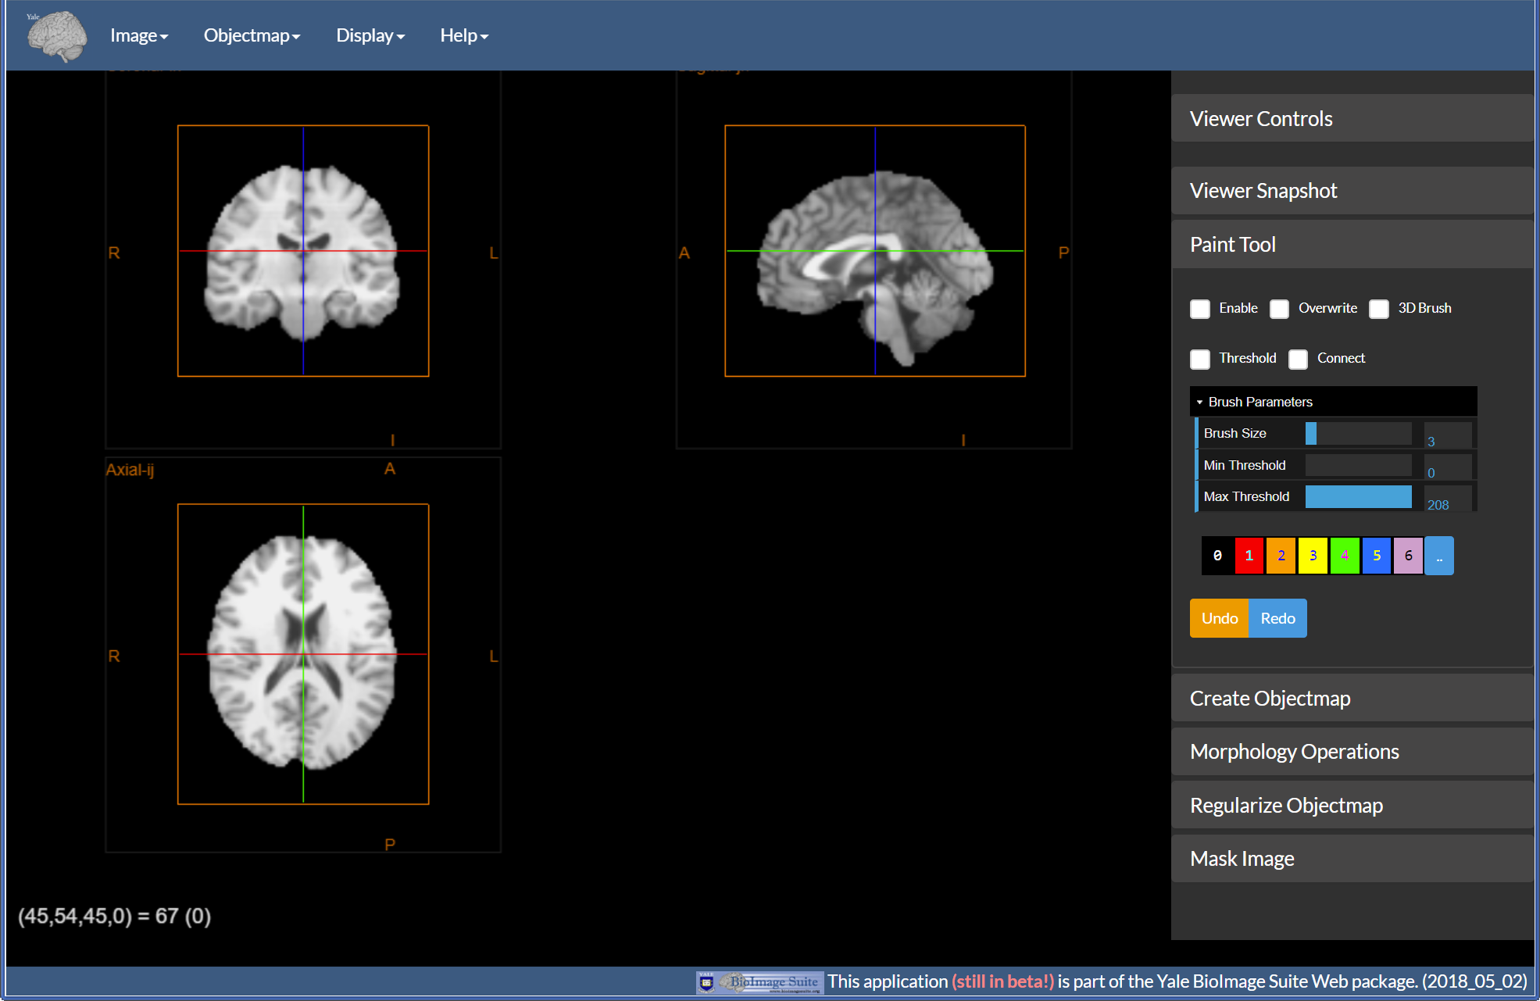 Yale
Image
Objectmap
Display
Help
R
L
I
A
P
I
Axial-ij
A
R
L
P
(45,54,45,0) = 67 (0)
Viewer Controls
Viewer Snapshot
Paint Tool
Enable Overwrite 3D Brush
Threshold Connect
Brush Parameters
Brush Size 3
Min Threshold 0
Max Threshold 208
0 1 2 3 4 5 6 ..
Undo Redo
Create Objectmap
Morphology Operations
Regularize Objectmap
Mask Image
YALE BioImage Suite This application (still in beta!) is part of the Yale BioImage Suite Web package. (2018_05_02)